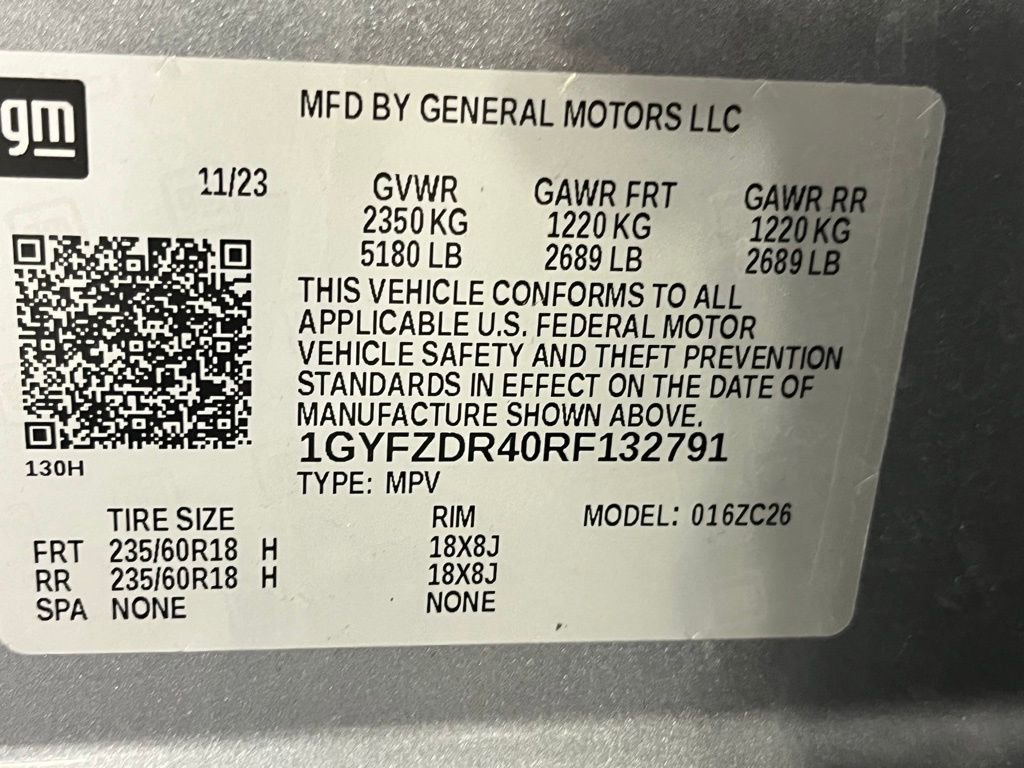 gm
MFD BY GENERAL MOTORS LLC
11/23
GVWR GAWR FRT GAWR RR
2350 KG 1220 KG 1220 KG
5180 LB 2689 LB 2689 LB
THIS VEHICLE CONFORMS TO ALL
APPLICABLE U.S. FEDERAL MOTOR
VEHICLE SAFETY AND THEFT PREVENTION
STANDARDS IN EFFECT ON THE DATE OF
MANUFACTURE SHOWN ABOVE.
1GYFZDR40RF132791
130H
TYPE: MPV
TIRE SIZE RIM MODEL: 016ZC26
FRT 235/60R18 H 18X8J
RR 235/60R18 H 18X8J
SPA NONE NONE